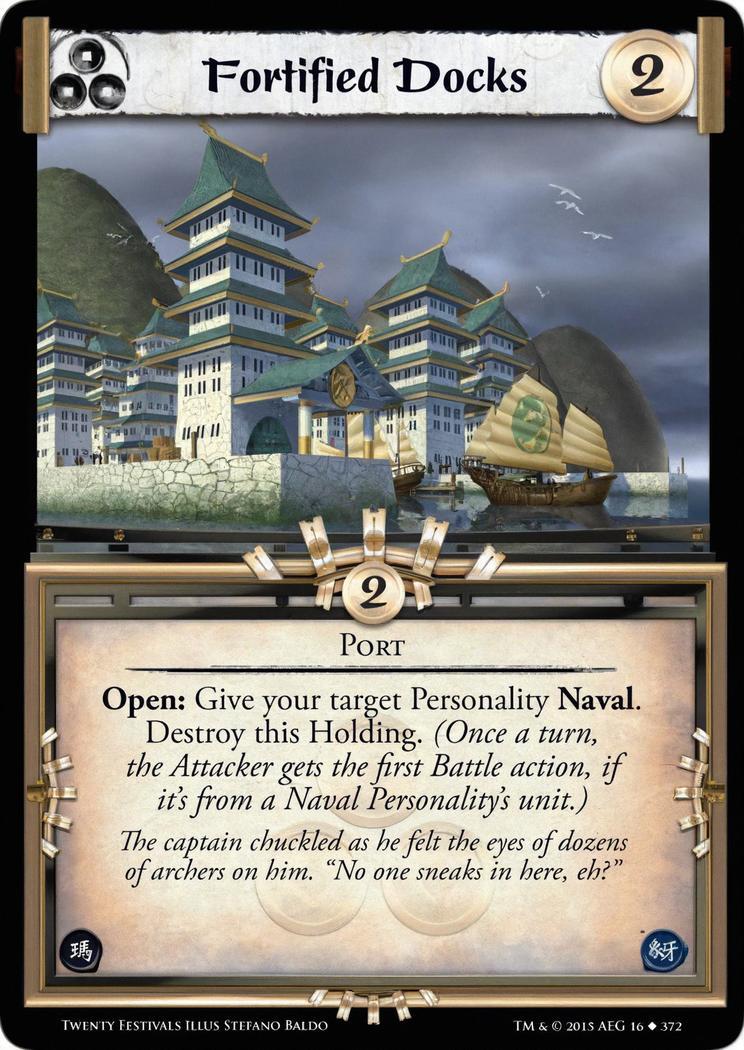 Fortified Docks
2
2
Port
Open: Give your target Personality Naval.
Destroy this Holding. (Once a turn,
the Attacker gets the first Battle action, if
it's from a Naval Personality's unit.)
The captain chuckled as he felt the eyes of dozens
of archers on him. “No one sneaks in here, eh?”
瑪
Twenty Festivals Illus Stefano Baldo
TM & © 2015 AEG 16 ◆ 372